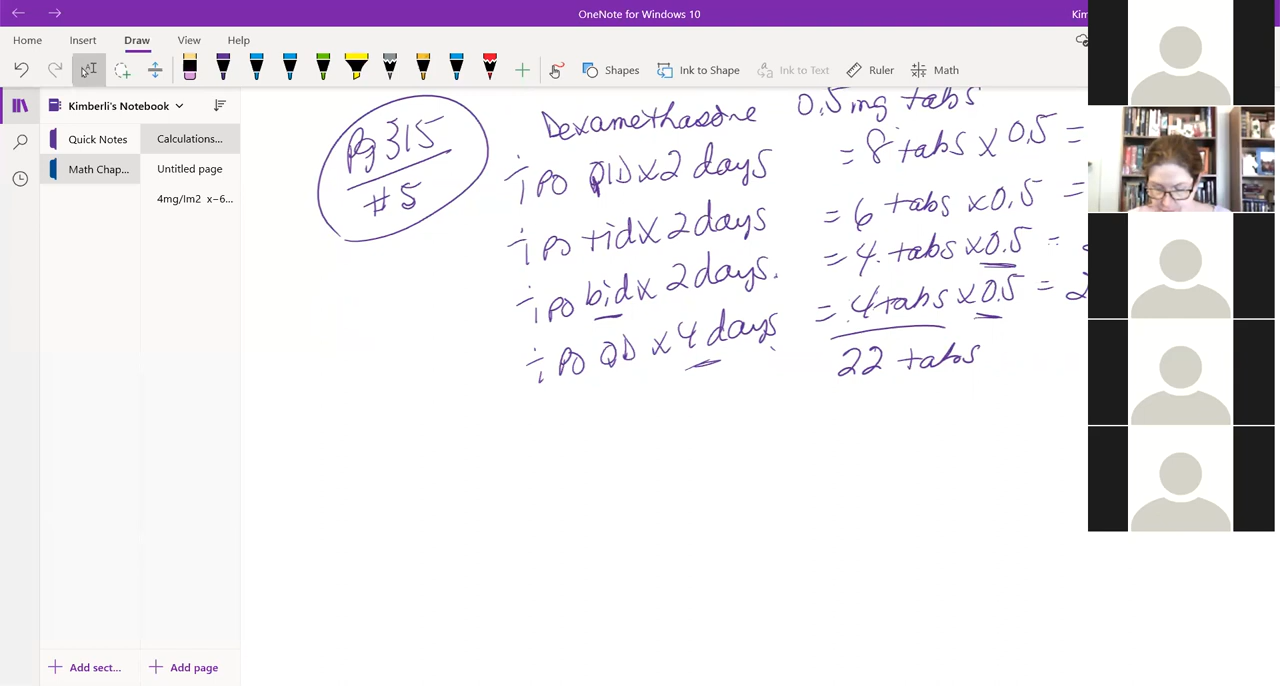 OneNote for Windows 10
Kim
Home Insert Draw View Help
Shapes Ink to Shape Ink to Text Ruler Math
Kimberli's Notebook
Quick Notes
Math Chap...
Calculations...
Untitled page
4mg/Im2 x-6...
Pg 315
#5
Dexamethasone 0.5mg tabs
i po QID x 2 days = 8 tabs x 0.5 =
i po tid x 2 days = 6 tabs x 0.5 =
i po bid x 2 days. = 4. tabs x 0.5 =
i po QD x 4 days = 4 tabs x 0.5 = 2
22 tabs
Add sect...
Add page